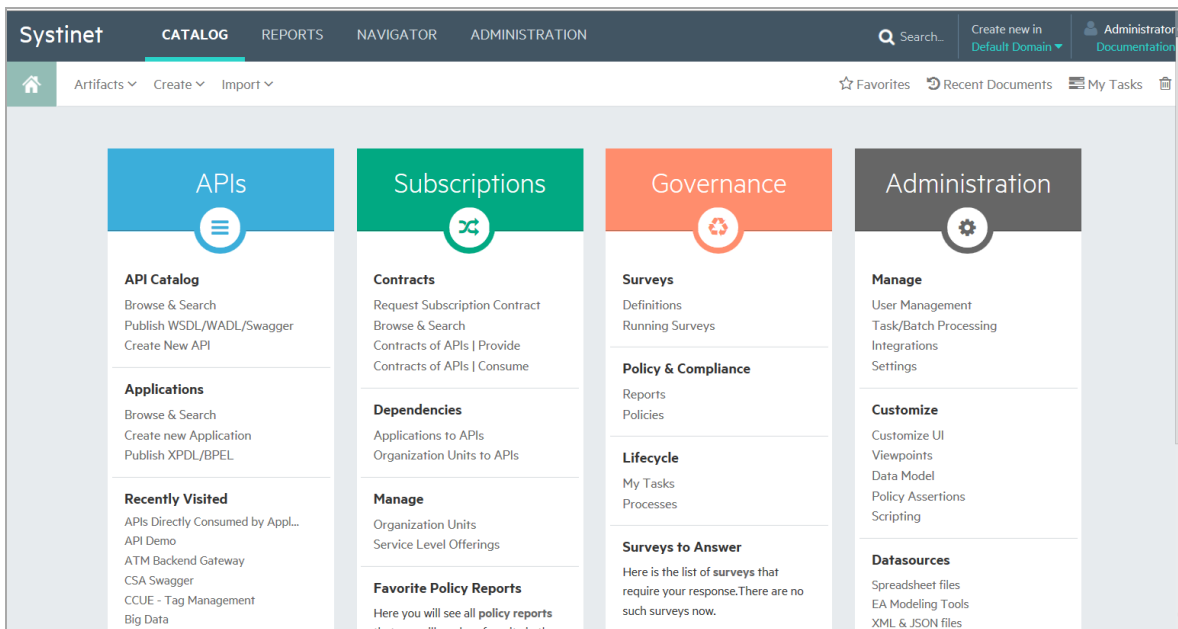 Systinet CATALOG REPORTS NAVIGATOR ADMINISTRATION Search... Create new in Administrator
Default Domain Documentation
Artifacts Create Import Favorites Recent Documents My Tasks
APIs
API Catalog
Browse & Search
Publish WSDL/WADL/Swagger
Create New API
Applications
Browse & Search
Create new Application
Publish XPDL/BPEL
Recently Visited
APIs Directly Consumed by Appl...
API Demo
ATM Backend Gateway
CSA Swagger
CCUE - Tag Management
Big Data
Subscriptions
Contracts
Request Subscription Contract
Browse & Search
Contracts of APIs | Provide
Contracts of APIs | Consume
Dependencies
Applications to APIs
Organization Units to APIs
Manage
Organization Units
Service Level Offerings
Favorite Policy Reports
Here you will see all policy reports
Governance
Surveys
Definitions
Running Surveys
Policy & Compliance
Reports
Policies
Lifecycle
My Tasks
Processes
Surveys to Answer
Here is the list of surveys that
require your response.There are no
such surveys now.
Administration
Manage
User Management
Task/Batch Processing
Integrations
Settings
Customize
Customize UI
Viewpoints
Data Model
Policy Assertions
Scripting
Datasources
Spreadsheet files
EA Modeling Tools
XML & JSON files